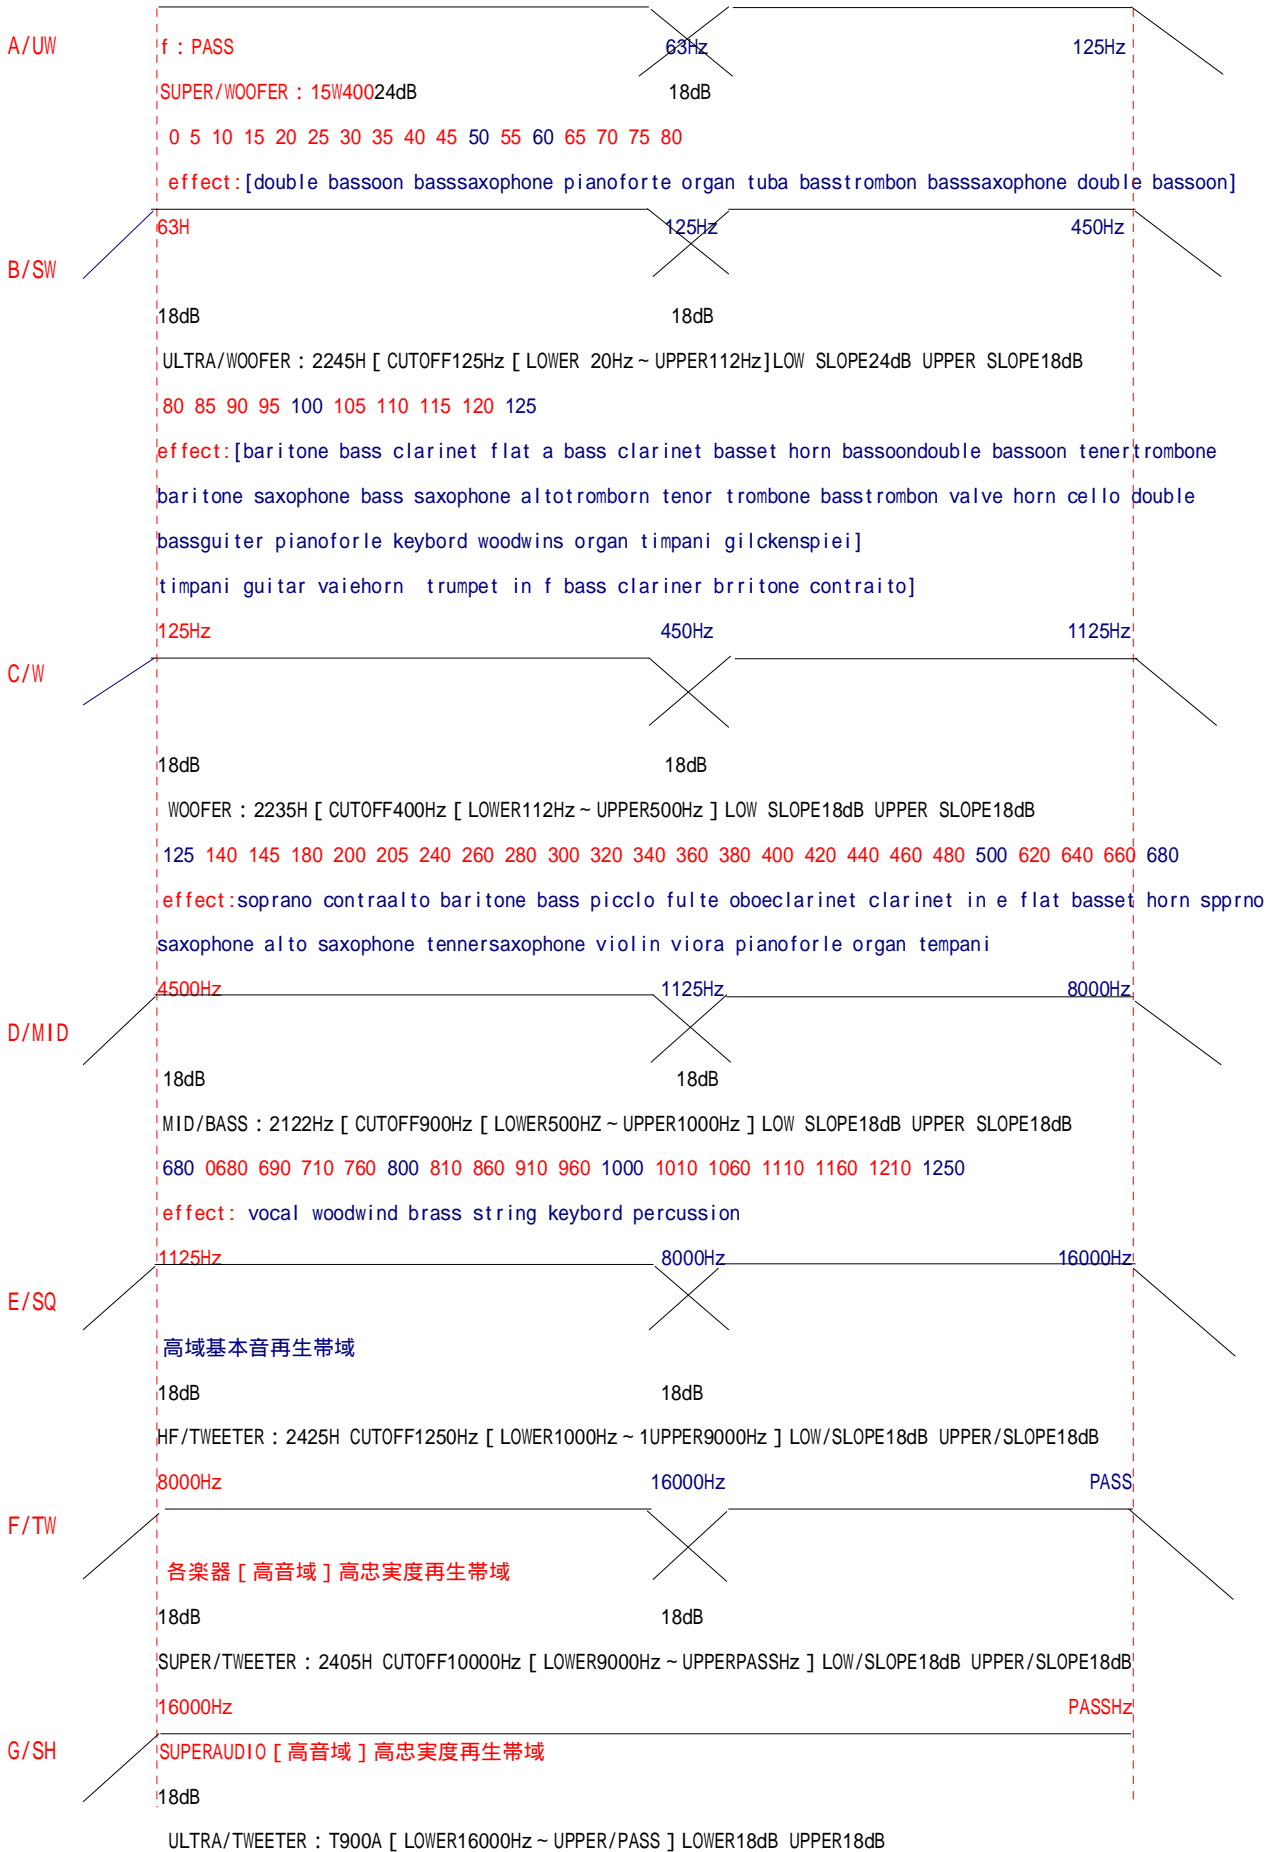 A/UW
f：PASS 63Hz 125Hz
SUPER/WOOFER：15W40024dB 18dB
0 5 10 15 20 25 30 35 40 45 50 55 60 65 70 75 80
effect:[double bassoon basssaxophone pianoforte organ tuba basstrombon basssaxophone double bassoon]
63H 125Hz 450Hz
B/SW
18dB 18dB
ULTRA/WOOFER：2245H [ CUTOFF125Hz [ LOWER 20Hz～UPPER112Hz]LOW SLOPE24dB UPPER SLOPE18dB
80 85 90 95 100 105 110 115 120 125
effect:[baritone bass clarinet flat a bass clarinet basset horn bassoondouble bassoon tenertrombone
baritone saxophone bass saxophone altotromborn tenor trombone basstrombon valve horn cello double
bassguiter pianoforle keybord woodwins organ timpani gilckenspiei]
timpani guitar vaiehorn  trumpet in f bass clariner brritone contraito]
125Hz 450Hz 1125Hz
C/W
18dB 18dB
WOOFER：2235H [ CUTOFF400Hz [ LOWER112Hz～UPPER500Hz ] LOW SLOPE18dB UPPER SLOPE18dB
125 140 145 180 200 205 240 260 280 300 320 340 360 380 400 420 440 460 480 500 620 640 660 680
effect:soprano contraalto baritone bass picclo fulte oboeclarinet clarinet in e flat basset horn spprno
saxophone alto saxophone tennersaxophone violin viora pianoforle organ tempani
4500Hz 1125Hz 8000Hz
D/MID
18dB 18dB
MID/BASS：2122Hz [ CUTOFF900Hz [ LOWER500HZ～UPPER1000Hz ] LOW SLOPE18dB UPPER SLOPE18dB
680 0680 690 710 760 800 810 860 910 960 1000 1010 1060 1110 1160 1210 1250
effect: vocal woodwind brass string keybord percussion
1125Hz 8000Hz 16000Hz
E/SQ
高域基本音再生帯域
18dB 18dB
HF/TWEETER：2425H CUTOFF1250Hz [ LOWER1000Hz～1UPPER9000Hz ] LOW/SLOPE18dB UPPER/SLOPE18dB
8000Hz 16000Hz PASS
F/TW
各楽器 [ 高音域 ] 高忠実度再生帯域
18dB 18dB
SUPER/TWEETER：2405H CUTOFF10000Hz [ LOWER9000Hz～UPPERPASSHz ] LOW/SLOPE18dB UPPER/SLOPE18dB
16000Hz PASSHz
G/SH
SUPERAUDIO [ 高音域 ] 高忠実度再生帯域
18dB
ULTRA/TWEETER：T900A [ LOWER16000Hz～UPPER/PASS ] LOWER18dB UPPER18dB